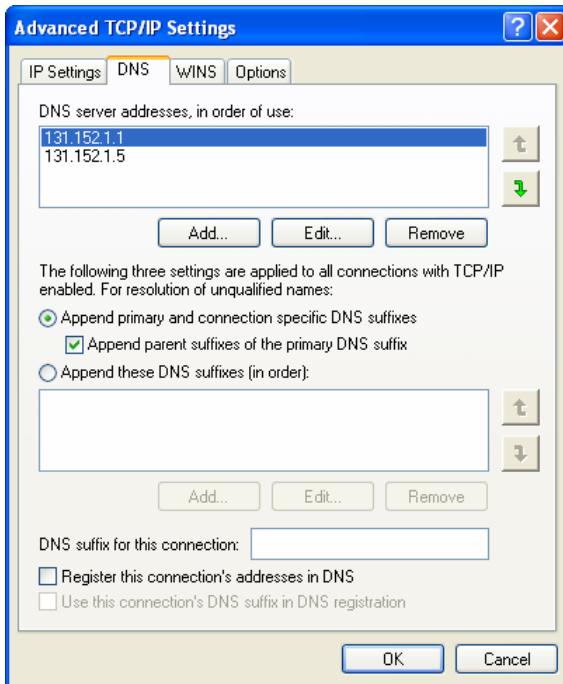 Advanced TCP/IP Settings
IP Settings DNS WINS Options
DNS server addresses, in order of use:
131.152.1.1
131.152.1.5
Add... Edit... Remove
The following three settings are applied to all connections with TCP/IP
enabled. For resolution of unqualified names:
Append primary and connection specific DNS suffixes
Append parent suffixes of the primary DNS suffix
Append these DNS suffixes (in order):
Add... Edit... Remove
DNS suffix for this connection:
Register this connection's addresses in DNS
Use this connection's DNS suffix in DNS registration
OK Cancel